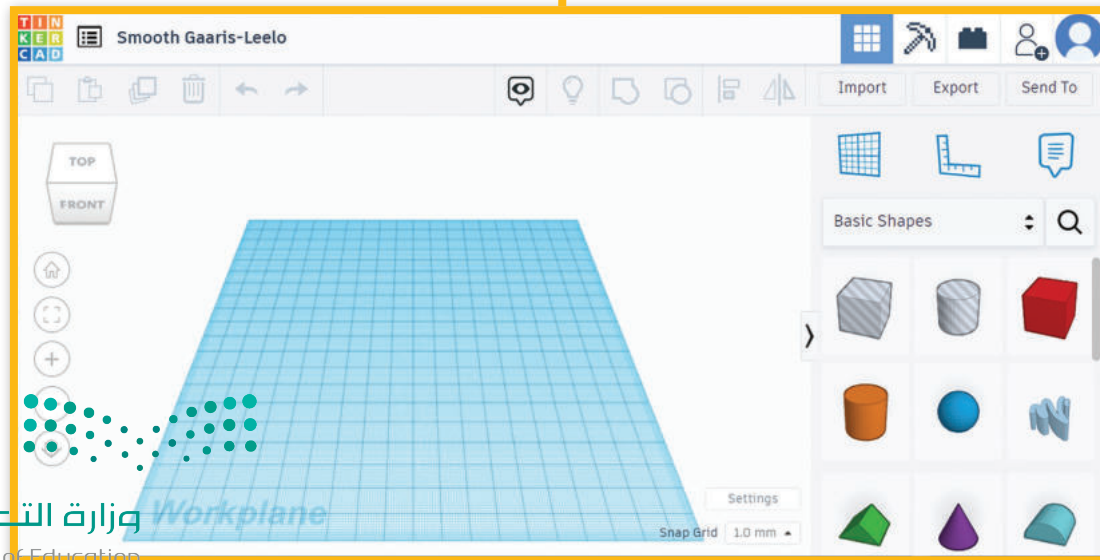 TIN
KER
CAD
Smooth Gaaris-Leelo
Import
Export
Send To
TOP
FRONT
Basic Shapes
Workplane
Settings
Snap Grid 1.0 mm
وزارة التـ
of Education